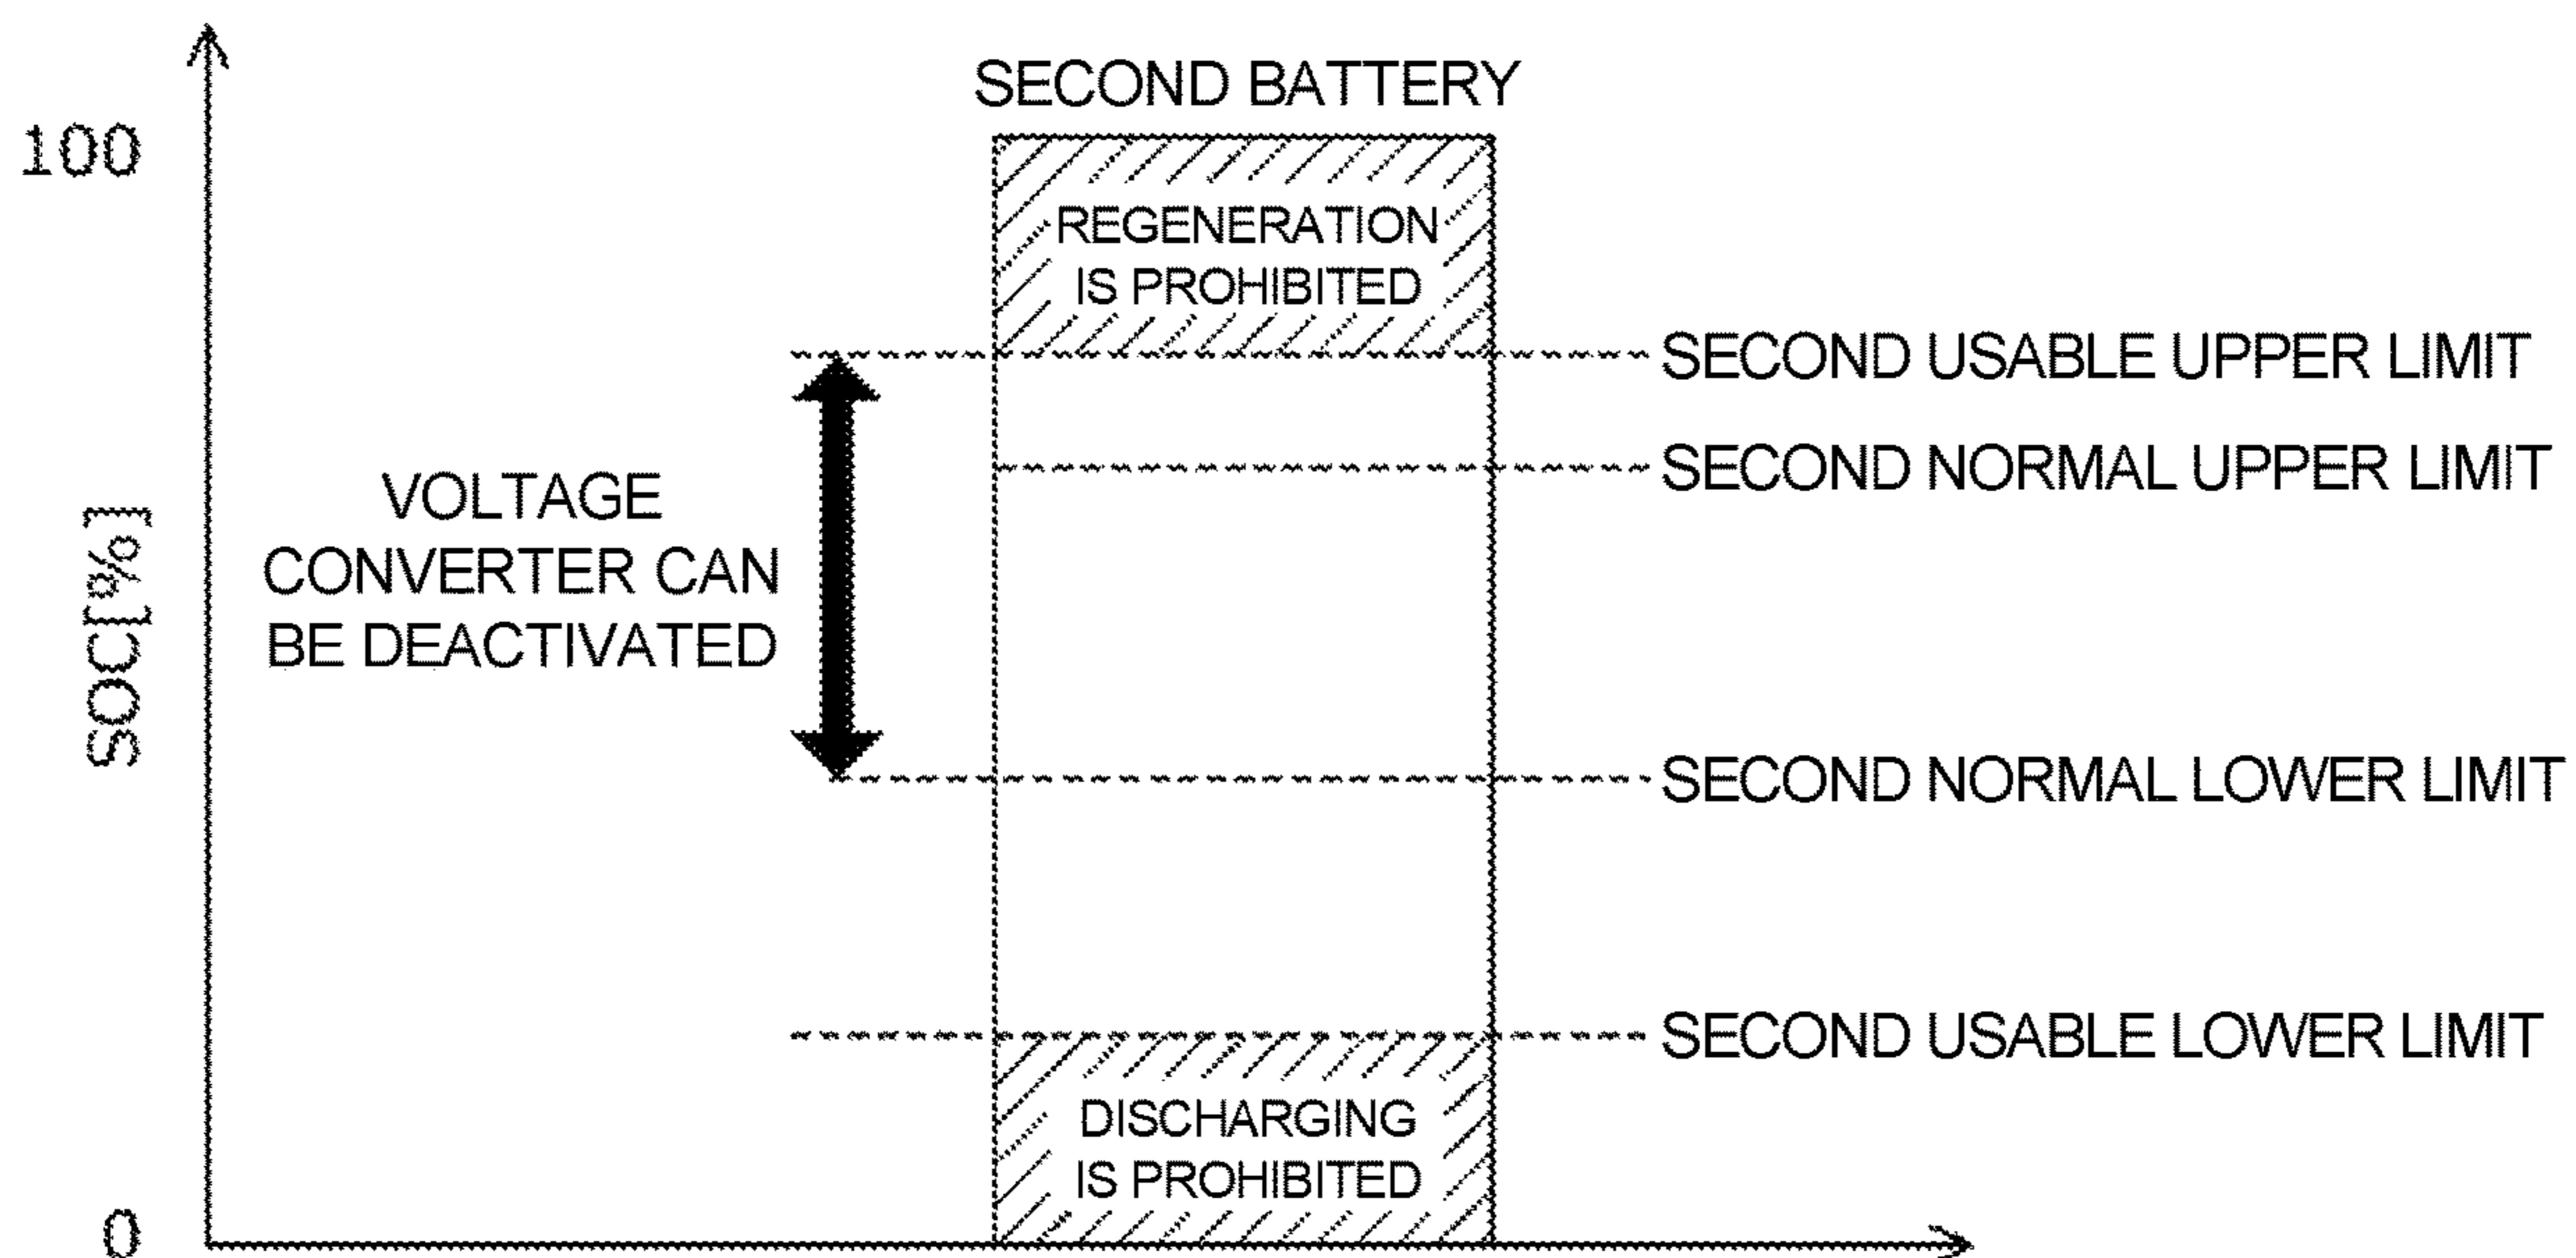 SECOND BATTERY
100
REGENERATION
IS PROHIBITED
SECOND USABLE UPPER LIMIT
SECOND NORMAL UPPER LIMIT
VOLTAGE
CONVERTER CAN
BE DEACTIVATED
SOC[%]
SECOND NORMAL LOWER LIMIT
SECOND USABLE LOWER LIMIT
DISCHARGING
IS PROHIBITED
0